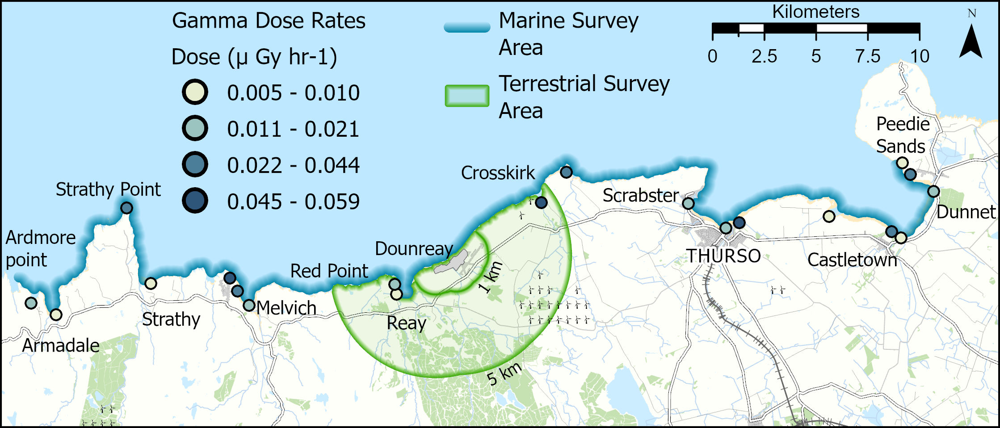 Gamma Dose Rates
Dose (µ Gy hr-1)
0.005 - 0.010
0.011 - 0.021
0.022 - 0.044
0.045 - 0.059
Marine Survey
Area
Terrestrial Survey
Area
Kilometers
0 2.5 5 7.5 10
N
Peedie
Sands
Crosskirk
Strathy Point
Scrabster
Dunnet
Ardmore
point
Dounreay
THURSO
Castletown
Red Point
1 km
Melvich
Strathy
Reay
Armadale
5 km